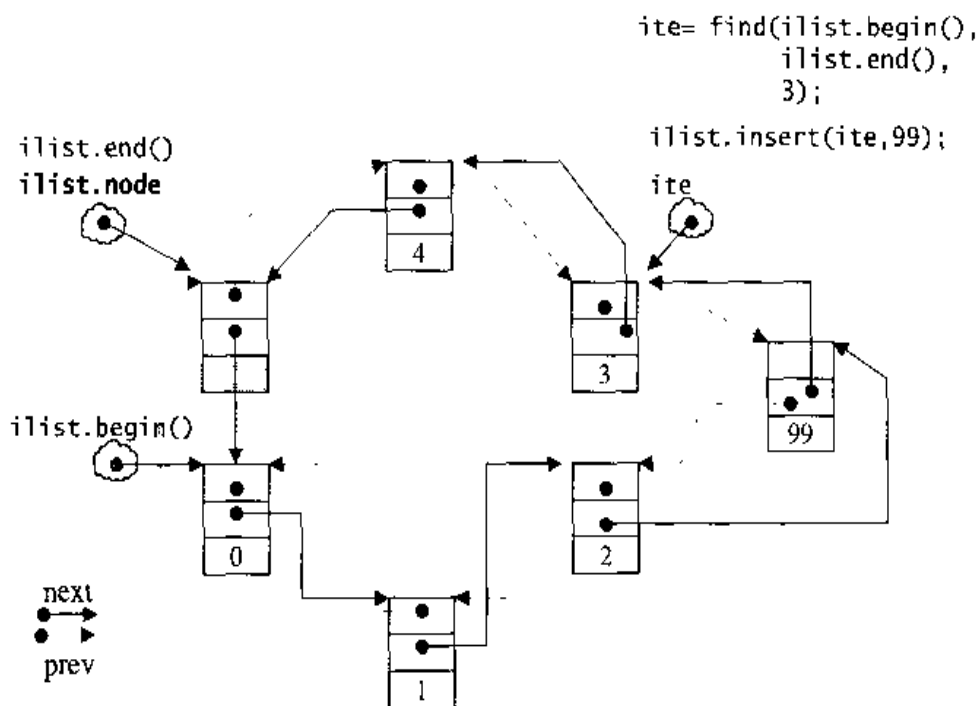 ite= find(ilist.begin(),
ilist.end(),
3);
ilist.insert(ite,99);
ilist.end()
ilist.node
ite
4
3
99
ilist.begin()
0
2
1
next
prev